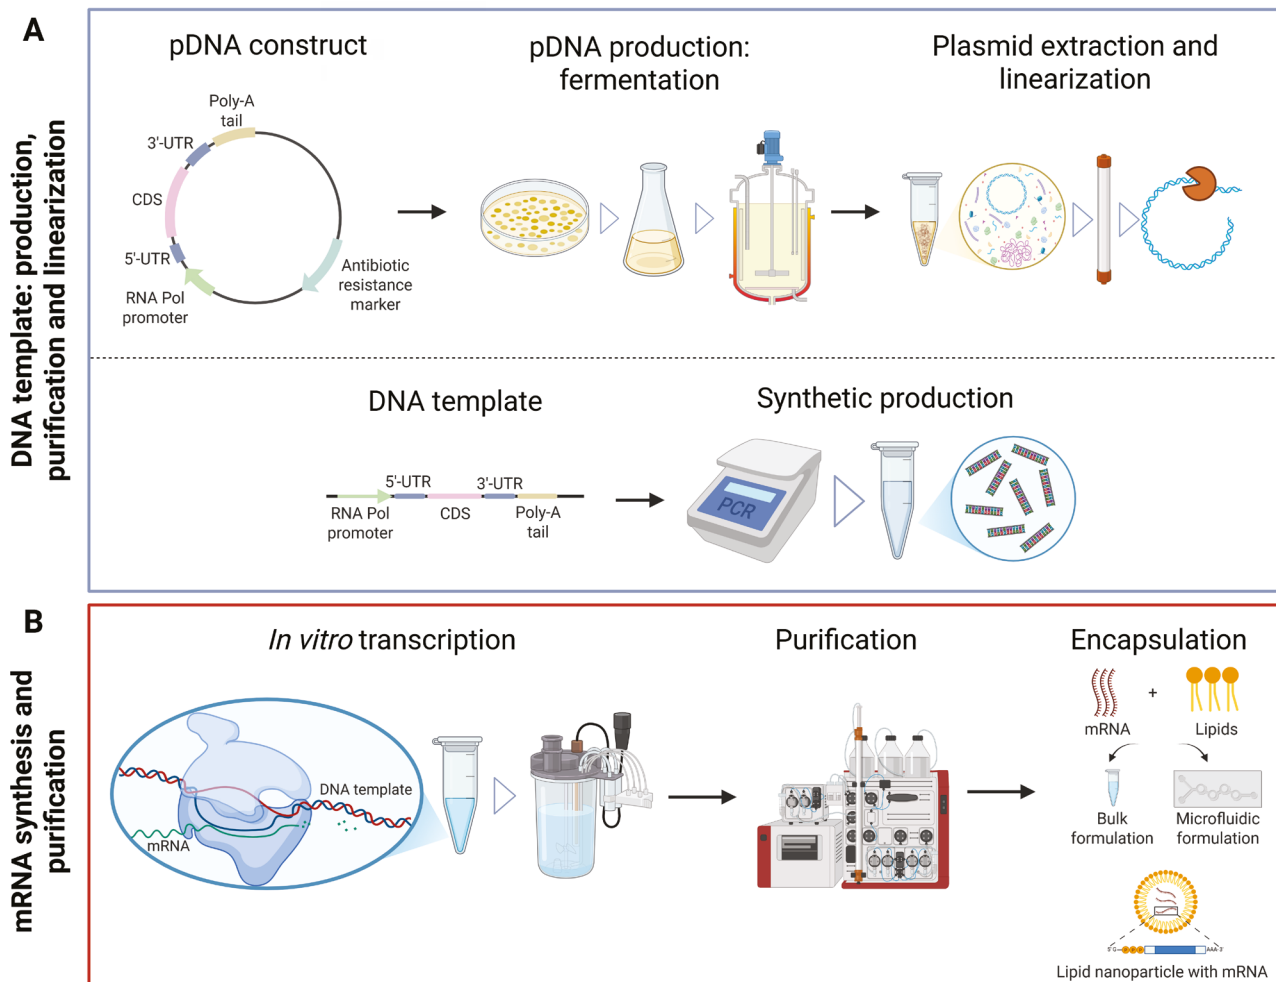 A
DNA template: production,
purification and linearization
pDNA construct
Poly-A
tail
3'-UTR
CDS
5'-UTR
RNA Pol
promoter
Antibiotic
resistance
marker
pDNA production:
fermentation
Plasmid extraction and
linearization
DNA template
5'-UTR
3'-UTR
RNA Pol
promoter
CDS
Poly-A
tail
Synthetic production
PCR
B
mRNA synthesis and
purification
In vitro transcription
DNA template
mRNA
Purification
Encapsulation
+
mRNA
Lipids
Bulk
formulation
Microfluidic
formulation
5' G
P P P
AAA-3'
Lipid nanoparticle with mRNA